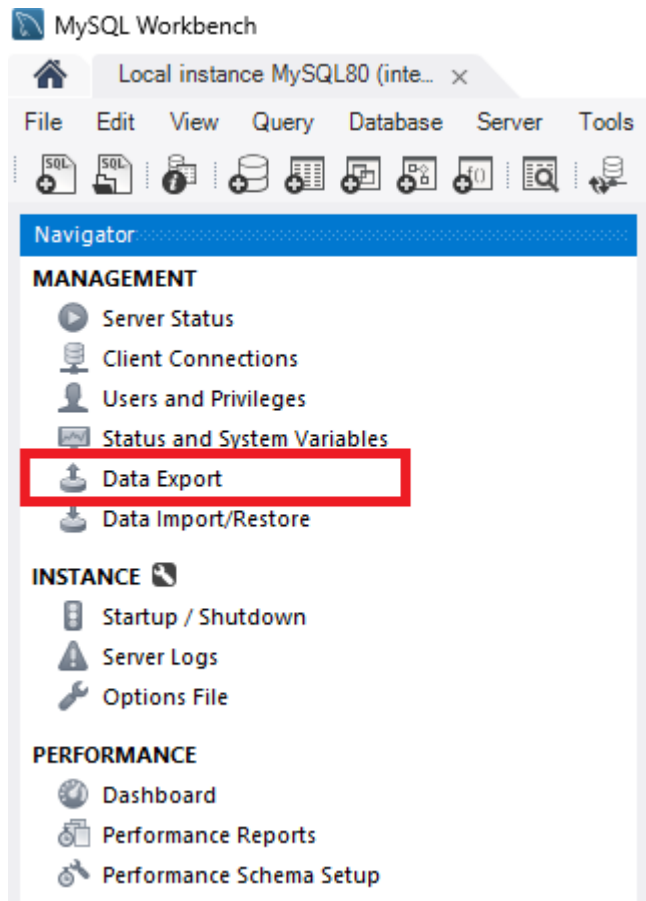 MySQL Workbench
Local instance MySQL80 (inte...
File Edit View Query Database Server Tools
SQL SQL
Navigator
MANAGEMENT
Server Status
Client Connections
Users and Privileges
Status and System Variables
Data Export
Data Import/Restore
INSTANCE
Startup / Shutdown
Server Logs
Options File
PERFORMANCE
Dashboard
Performance Reports
Performance Schema Setup